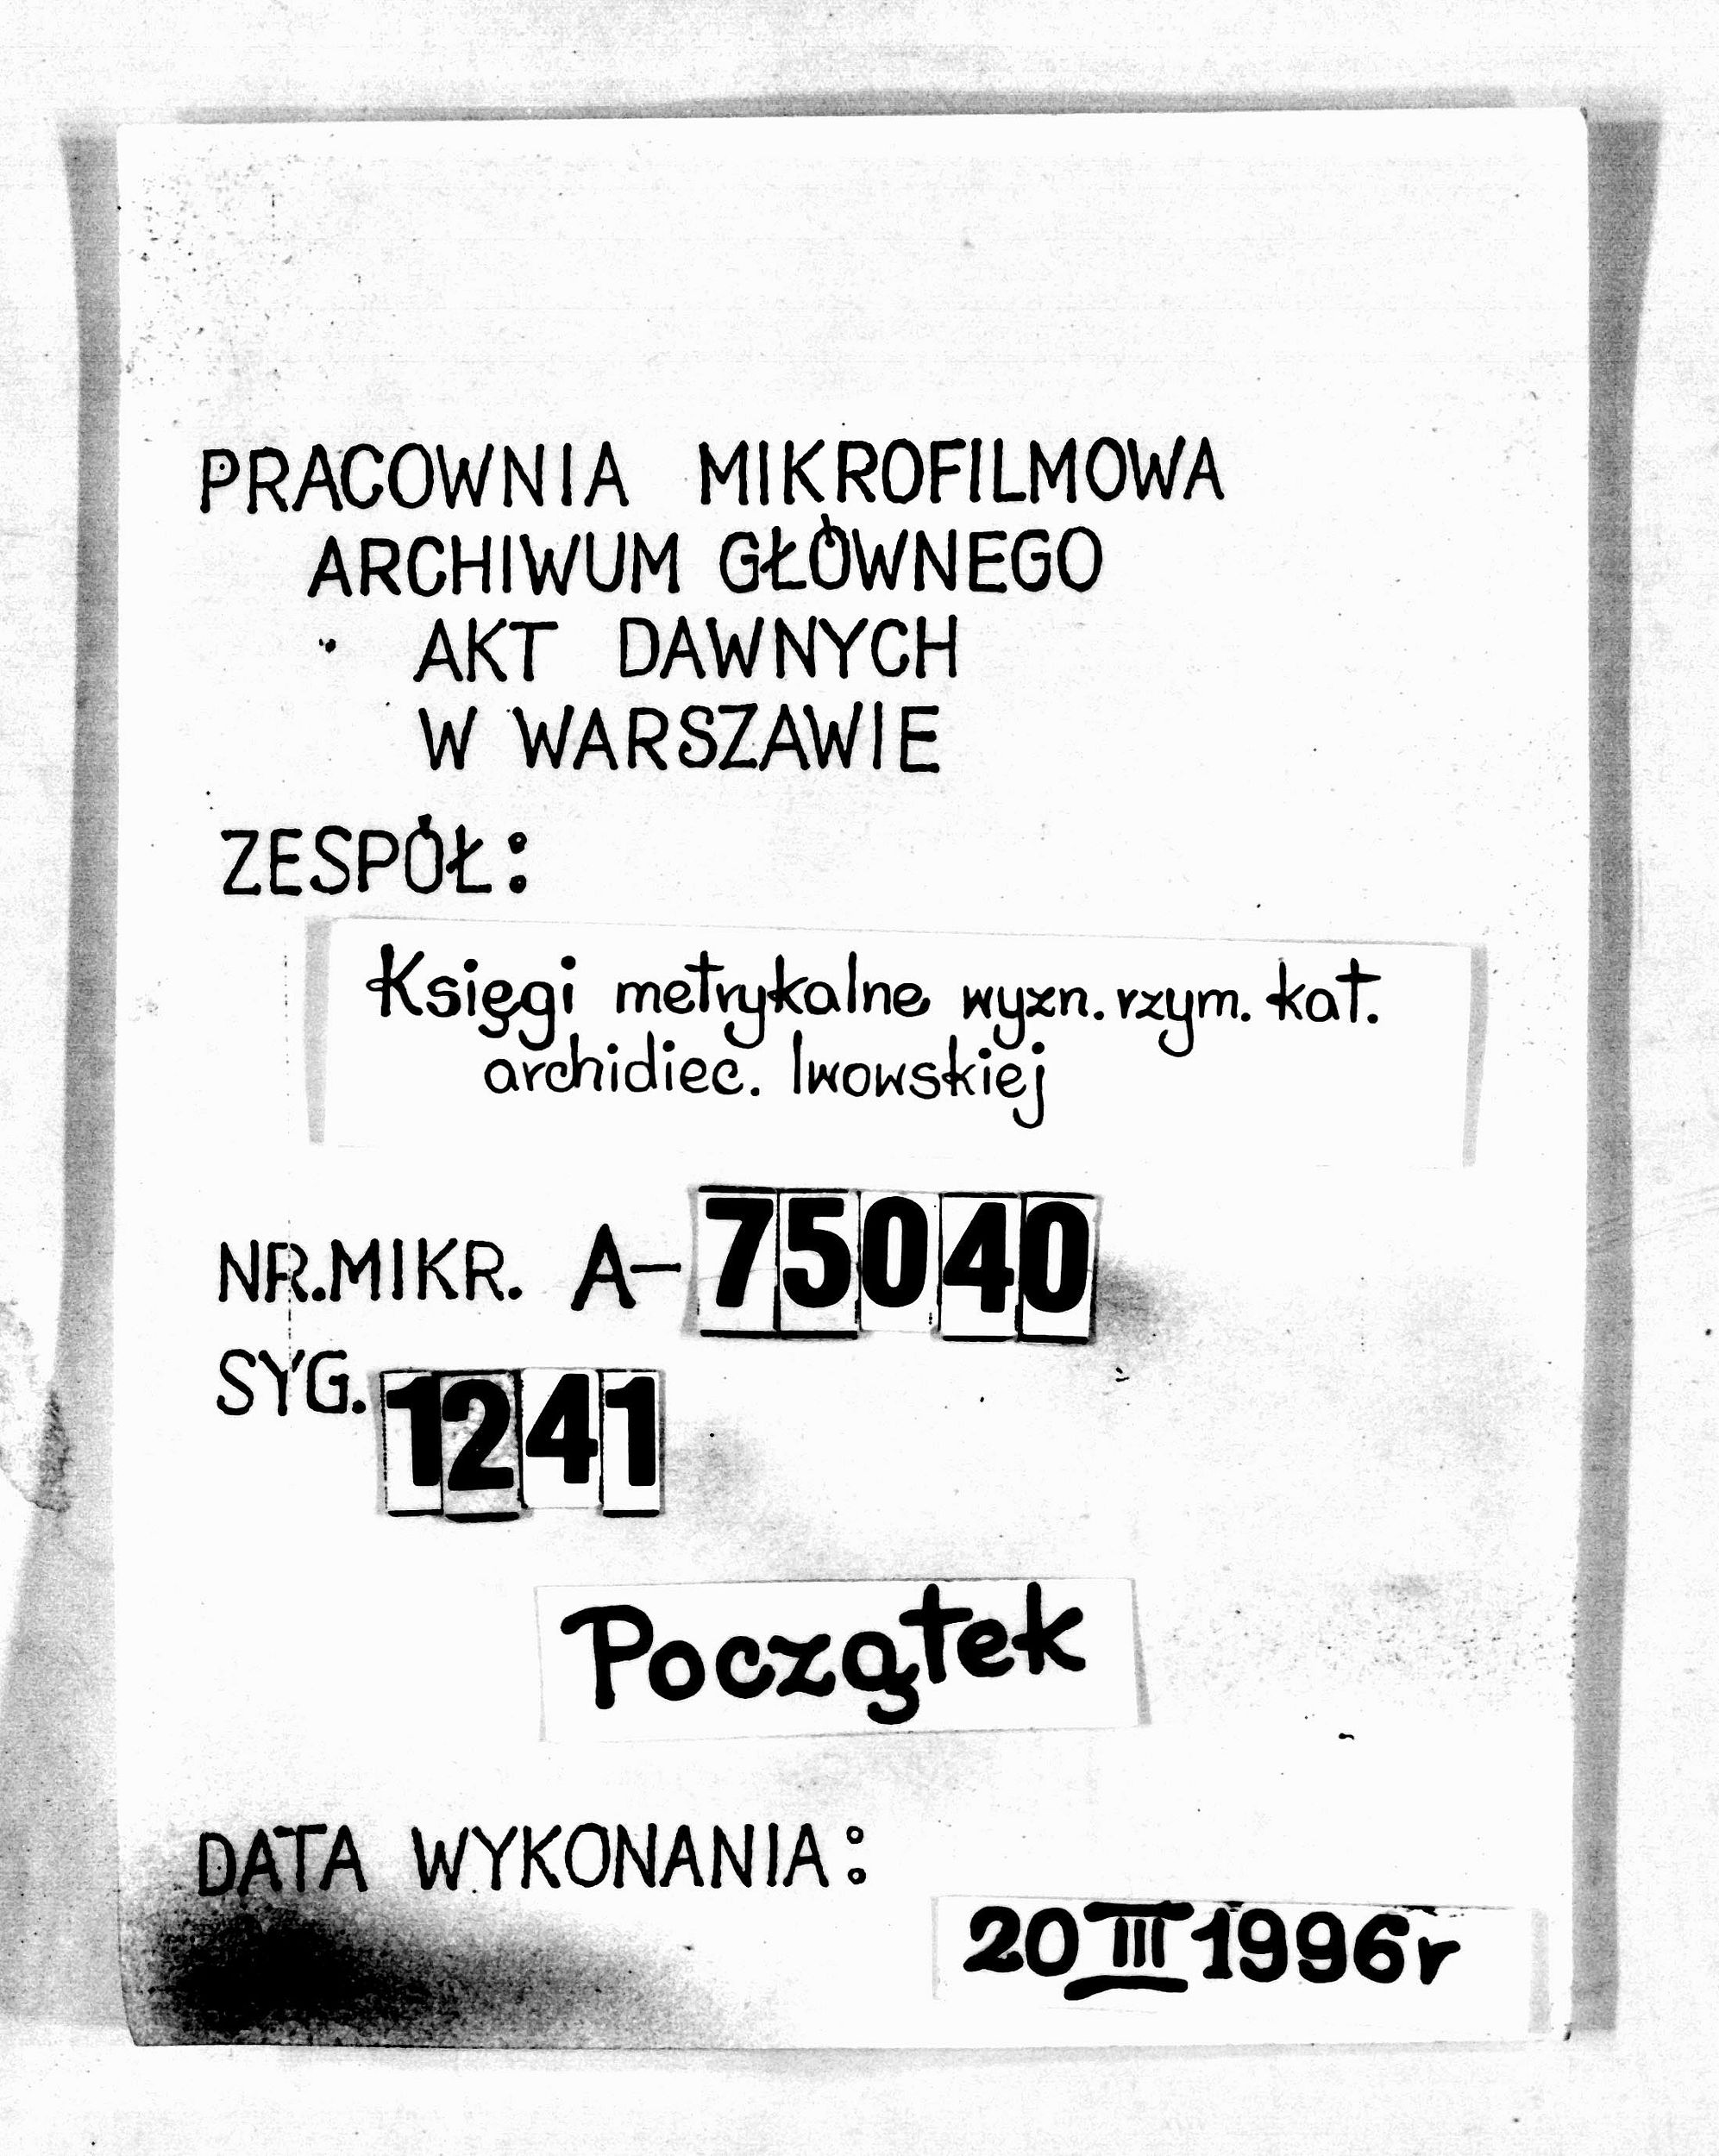 PRACOWNIA MIKROFILMOWA
ARCHIWUM GŁÓWNEGO
AKT DAWNYCH
W WARSZAWIE
ZESPÓŁ:
Księgi metrykalne wyzn. rzym. kat.
archidiec. lwowskiej
NR.MIKR. A-75040
SYG. 1241
Początek
DATA WYKONANIA:
20 III 1996r